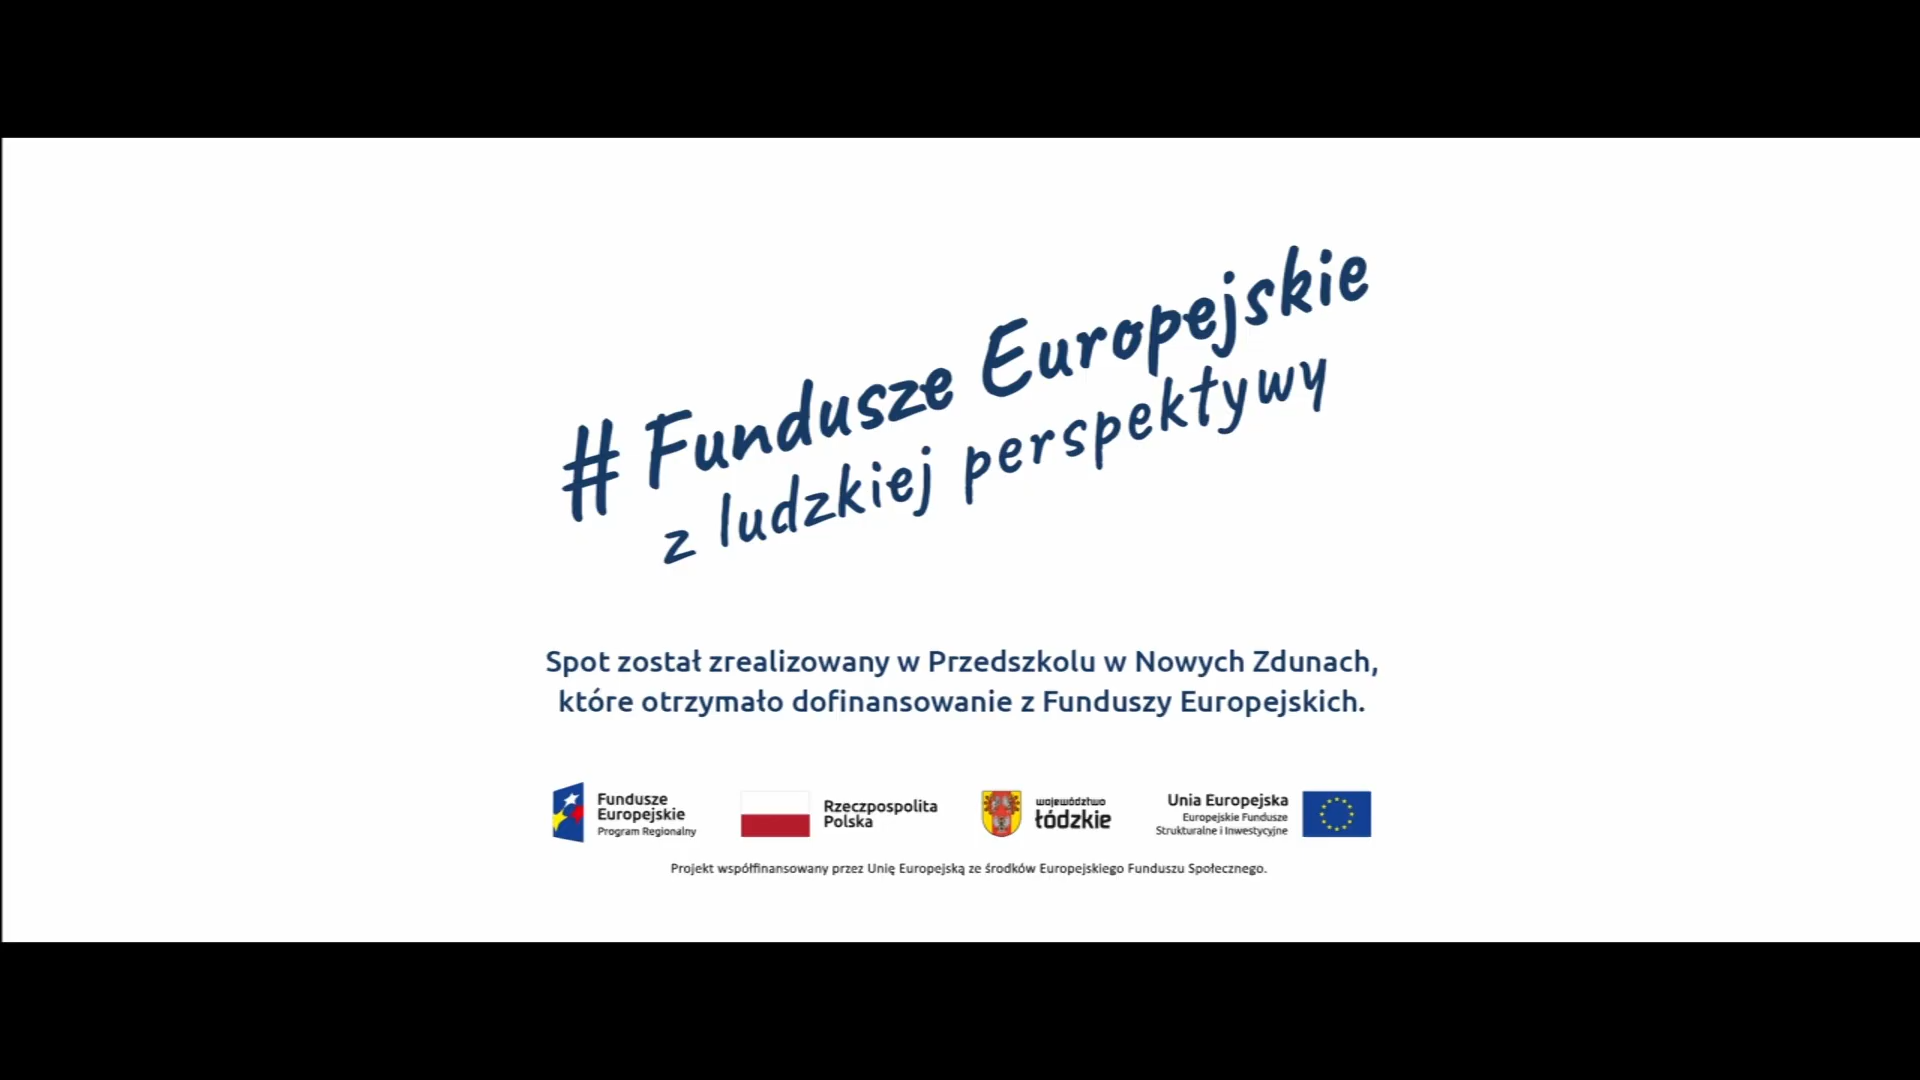 # Fundusze Europejskie
z ludzkiej perspektywy
Spot został zrealizowany w Przedszkolu w Nowych Zdunach,
które otrzymało dofinansowanie z Funduszy Europejskich.
Fundusze
Europejskie
Program Regionalny
Rzeczpospolita
Polska
województwo
łódzkie
Unia Europejska
Europejskie Fundusze
Strukturalne i Inwestycyjne
Projekt współfinansowany przez Unię Europejską ze środków Europejskiego Funduszu Społecznego.